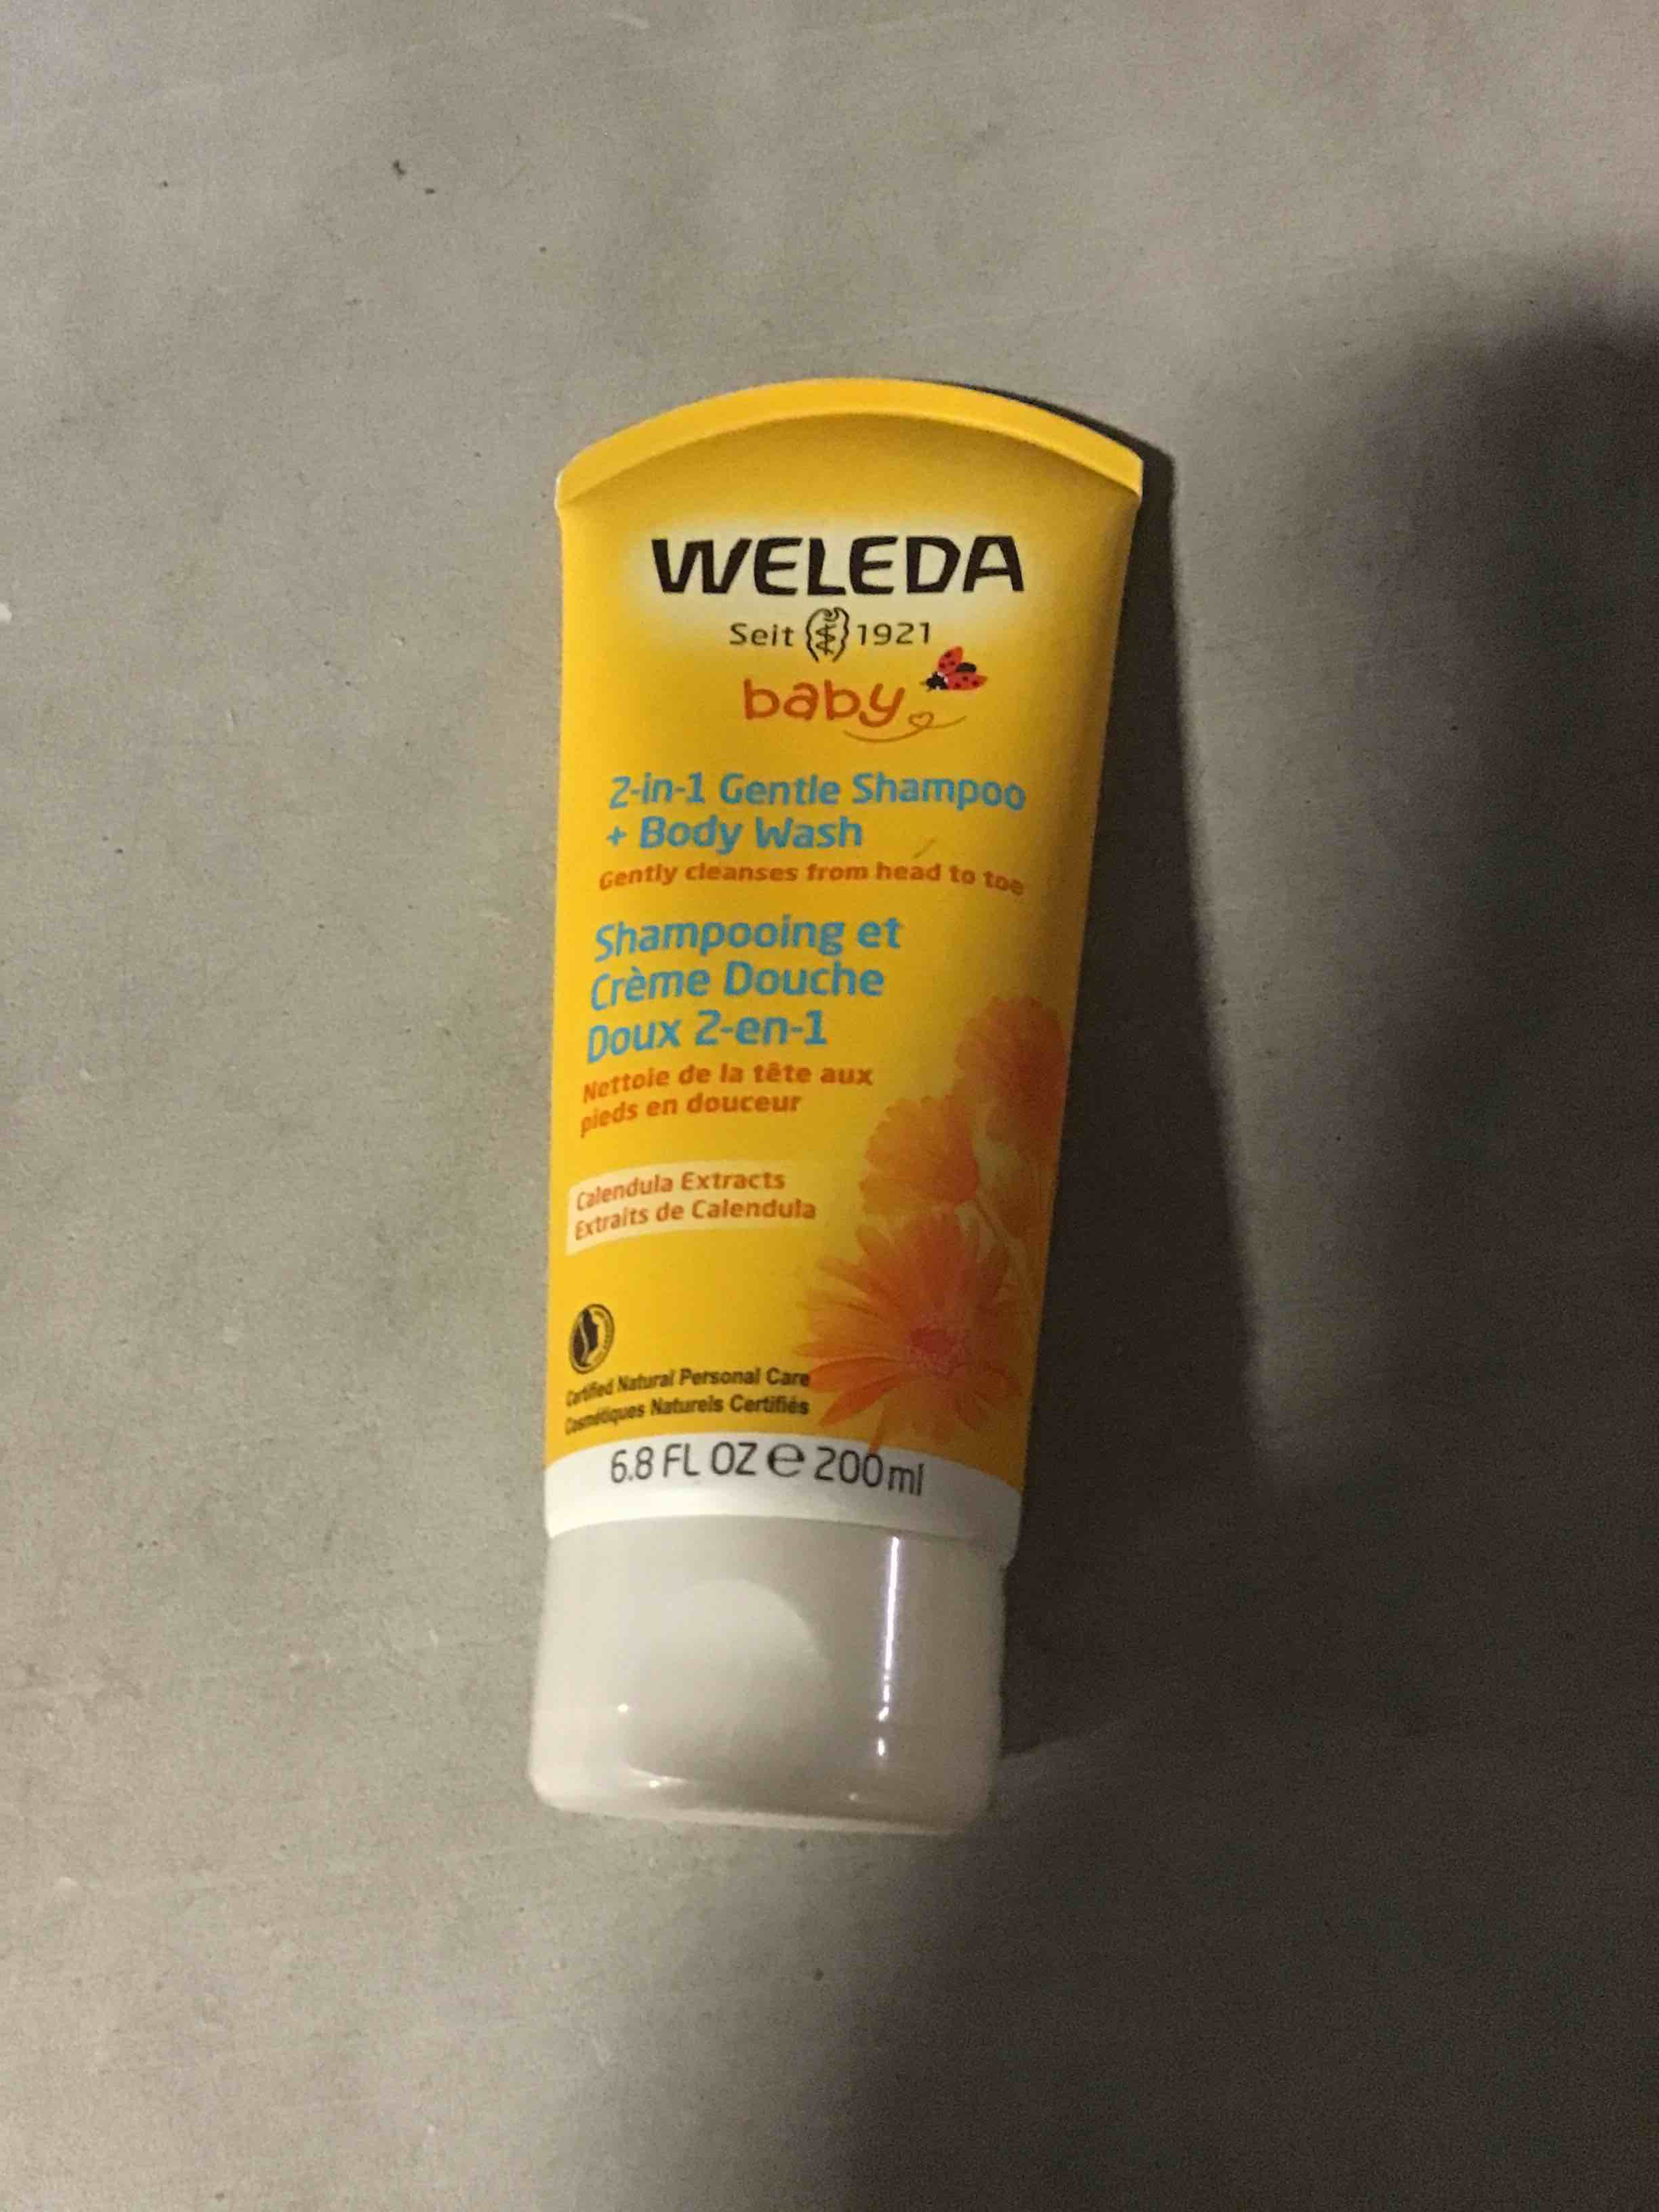 WELEDA
Seit 1921
baby
2-in-1 Gentle Shampoo
+ Body Wash
Gently cleanses from head to toe
Shampooing et
Crème Douche
Doux 2-en-1
Nettoie de la tête aux
pieds en douceur
Calendula Extracts
Extraits de Calendula
Certified Natural Personal Care
Cosmétiques Naturels Certifiés
6.8 FL OZ e 200 ml